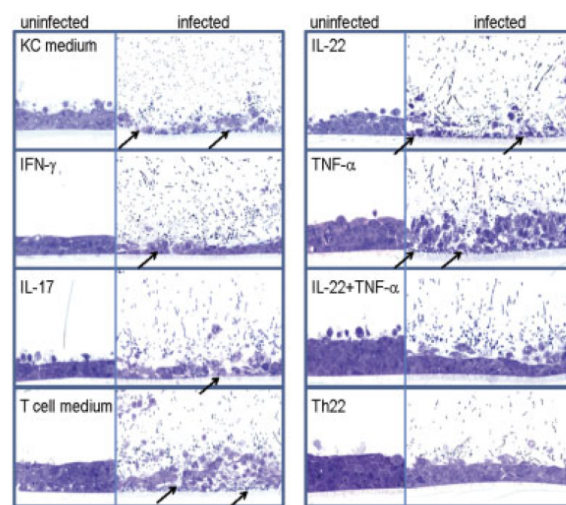 uninfected infected
KC medium
IFN-γ
IL-17
T cell medium
uninfected infected
IL-22
TNF-α
IL-22+TNF-α
Th22